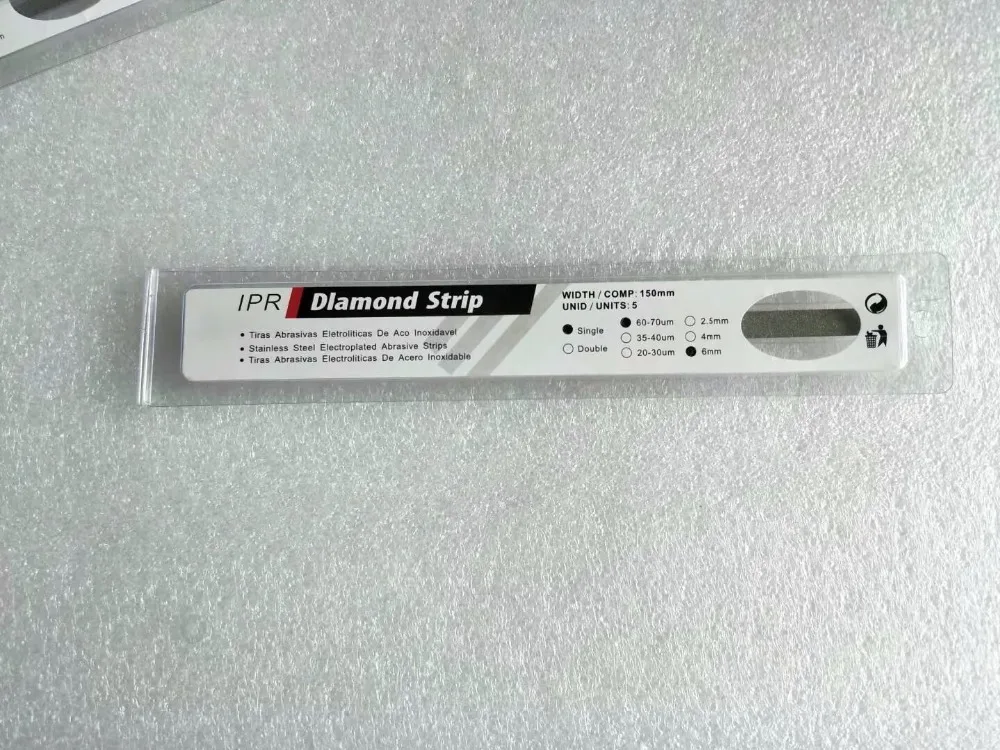 IPR Diamond Strip
• Tiras Abrasivas Eletroliticas De Aco Inoxidavel
• Stainless Steel Electroplated Abrasive Strips
• Tiras Abrasivas Electroliticas De Acero Inoxidable
WIDTH / COMP: 150mm
UNID / UNITS: 5
Single
Double
60-70um
35-40um
20-30um
2.5mm
4mm
6mm